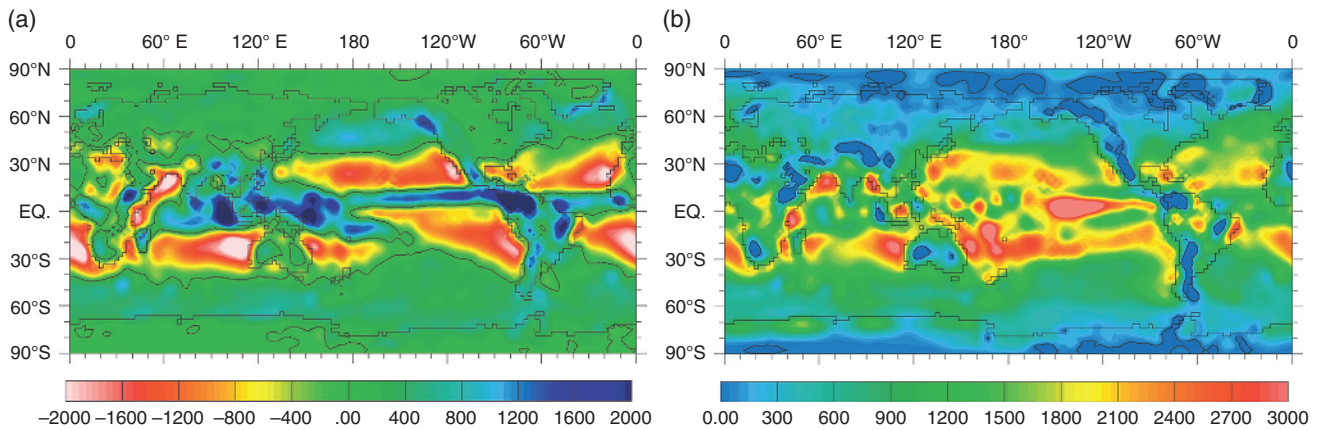 (a)
0 60° E 120° E 180 120°W 60°W 0
90°N
60°N
30°N
EQ.
30°S
60°S
90°S
−2000 −1600 −1200 −800 −400 .00 400 800 1200 1600 2000
(b)
0 60° E 120° E 180° 120°W 60°W 0
90°N
60°N
30°N
EQ.
30°S
60°S
90°S
0.00 300 600 900 1200 1500 1800 2100 2400 2700 3000